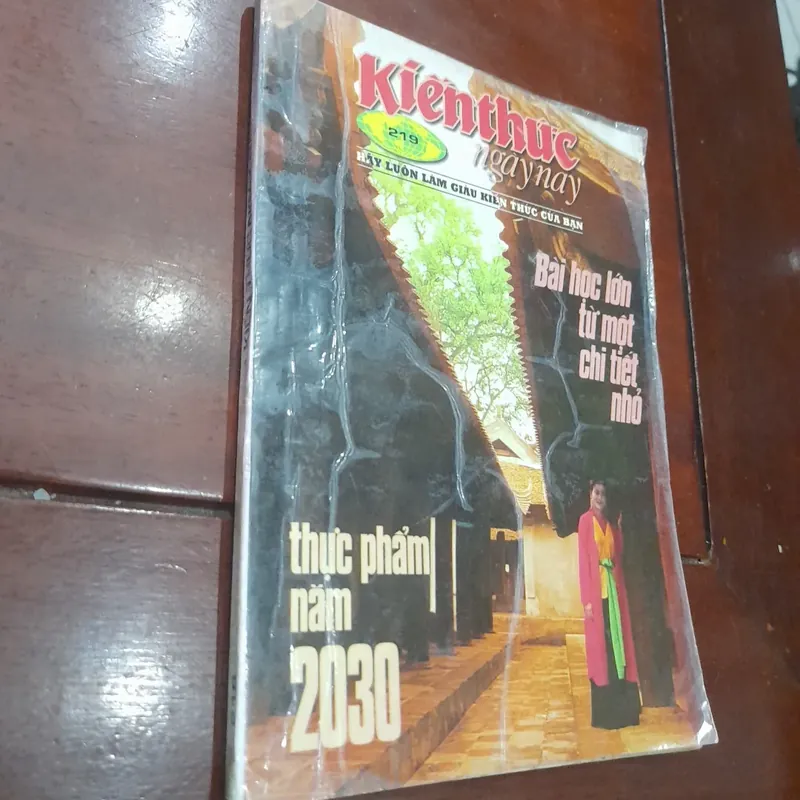 Kiến thức
219
ngày nay
HÃY LUÔN LÀM GIÀU KIẾN THỨC CỦA BẠN
Bài học lớn
từ một
chi tiết
nhỏ
thực phẩm
năm
2030